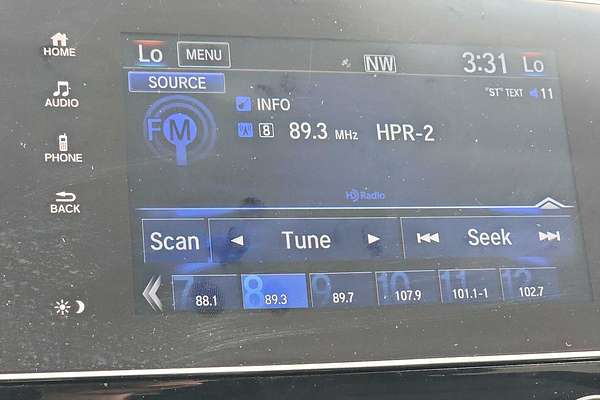 HOME
AUDIO
PHONE
BACK
Lo MENU NW 3:31 Lo
SOURCE
"ST" TEXT 11
FM
INFO
8 89.3 MHz HPR-2
HD Radio
Scan Tune Seek
7 88.1 8 89.3 9 89.7 10 107.9 11 101.1-1 12 102.7